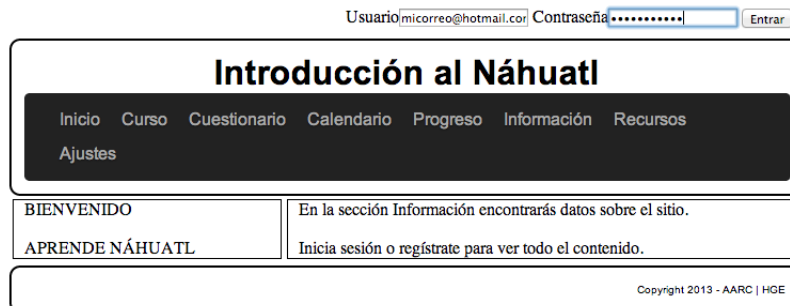 Usuario micorreo@hotmail.cor Contraseña ••••••••••• Entrar
Introducción al Náhuatl
Inicio Curso Cuestionario Calendario Progreso Información Recursos
Ajustes
BIENVENIDO
APRENDE NÁHUATL
En la sección Información encontrarás datos sobre el sitio.
Inicia sesión o regístrate para ver todo el contenido.
Copyright 2013 - AARC | HGE